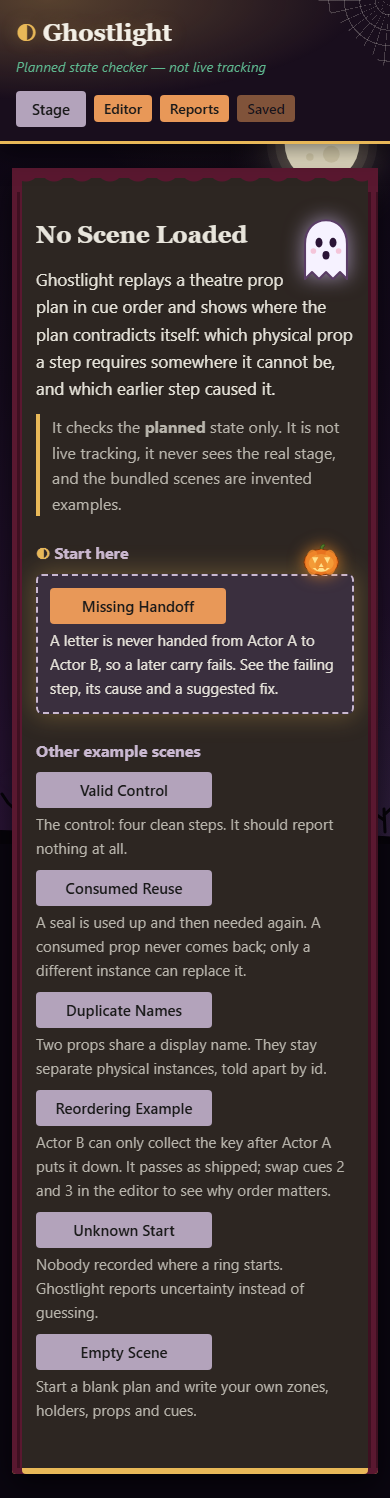 Ghostlight
Planned state checker — not live tracking
Stage Editor Reports Saved
No Scene Loaded
Ghostlight replays a theatre prop
plan in cue order and shows where the
plan contradicts itself: which physical prop
a step requires somewhere it cannot be,
and which earlier step caused it.
It checks the planned state only. It is not
live tracking, it never sees the real stage,
and the bundled scenes are invented
examples.
Start here
Missing Handoff
A letter is never handed from Actor A to
Actor B, so a later carry fails. See the failing
step, its cause and a suggested fix.
Other example scenes
Valid Control
The control: four clean steps. It should report
nothing at all.
Consumed Reuse
A seal is used up and then needed again. A
consumed prop never comes back; only a
different instance can replace it.
Duplicate Names
Two props share a display name. They stay
separate physical instances, told apart by id.
Reordering Example
Actor B can only collect the key after Actor A
puts it down. It passes as shipped; swap cues 2
and 3 in the editor to see why order matters.
Unknown Start
Nobody recorded where a ring starts.
Ghostlight reports uncertainty instead of
guessing.
Empty Scene
Start a blank plan and write your own zones,
holders, props and cues.